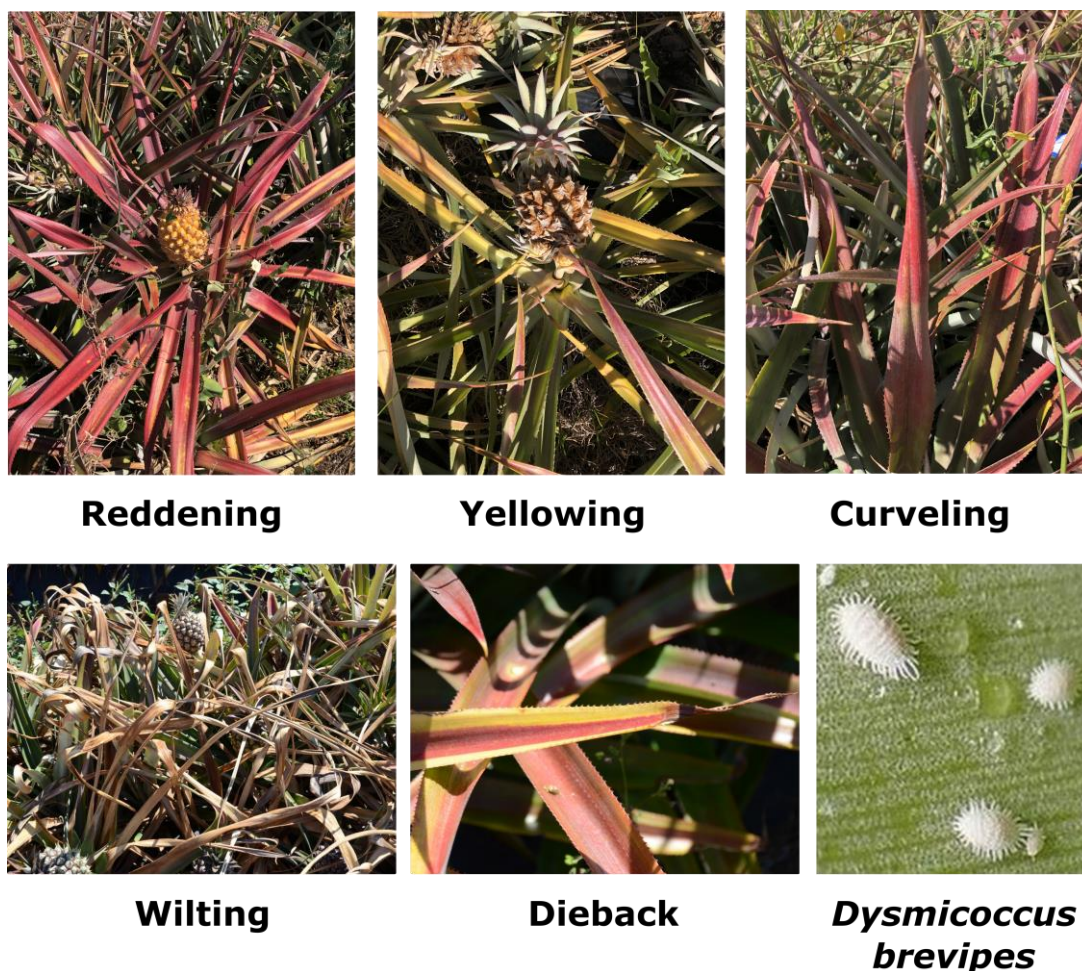 Reddening
Yellowing
Curveling
Wilting
Dieback
Dysmicoccus
brevipes